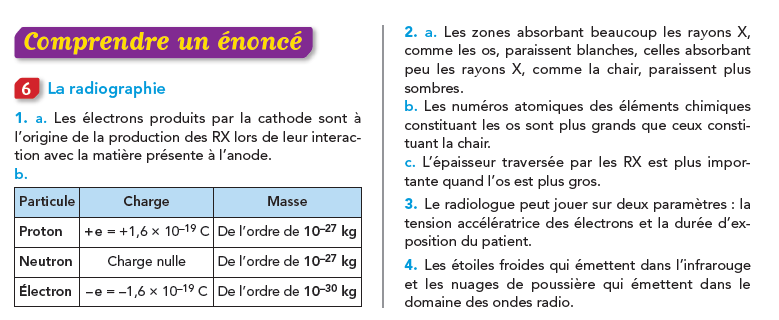 Comprendre un énoncé
6 La radiographie
1. a. Les électrons produits par la cathode sont à
l'origine de la production des RX lors de leur interac-
tion avec la matière présente à l'anode.
b.
Particule Charge Masse
Proton +e = +1,6 × 10⁻¹⁹ C De l'ordre de 10⁻²⁷ kg
Neutron Charge nulle De l'ordre de 10⁻²⁷ kg
Électron –e = –1,6 × 10⁻¹⁹ C De l'ordre de 10⁻³⁰ kg
2. a. Les zones absorbant beaucoup les rayons X,
comme les os, paraissent blanches, celles absorbant
peu les rayons X, comme la chair, paraissent plus
sombres.
b. Les numéros atomiques des éléments chimiques
constituant les os sont plus grands que ceux consti-
tuant la chair.
c. L'épaisseur traversée par les RX est plus impor-
tante quand l'os est plus gros.
3. Le radiologue peut jouer sur deux paramètres : la
tension accélératrice des électrons et la durée d'ex-
position du patient.
4. Les étoiles froides qui émettent dans l'infrarouge
et les nuages de poussière qui émettent dans le
domaine des ondes radio.